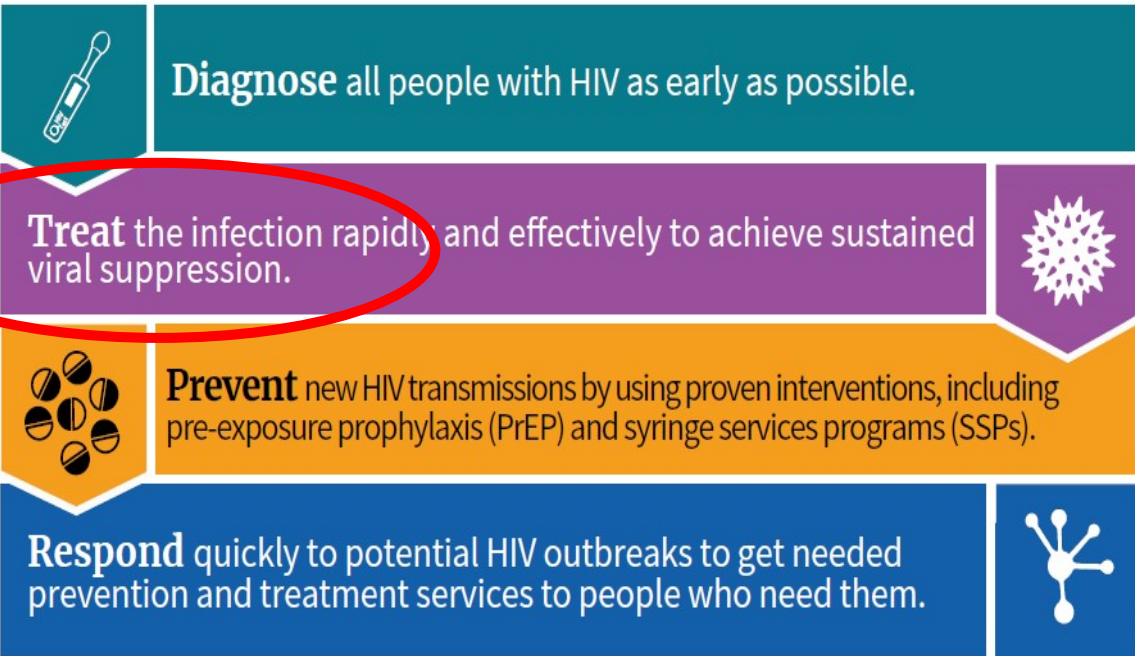 Diagnose all people with HIV as early as possible.
Treat the infection rapidly and effectively to achieve sustained
viral suppression.
Prevent new HIV transmissions by using proven interventions, including
pre-exposure prophylaxis (PrEP) and syringe services programs (SSPs).
Respond quickly to potential HIV outbreaks to get needed
prevention and treatment services to people who need them.